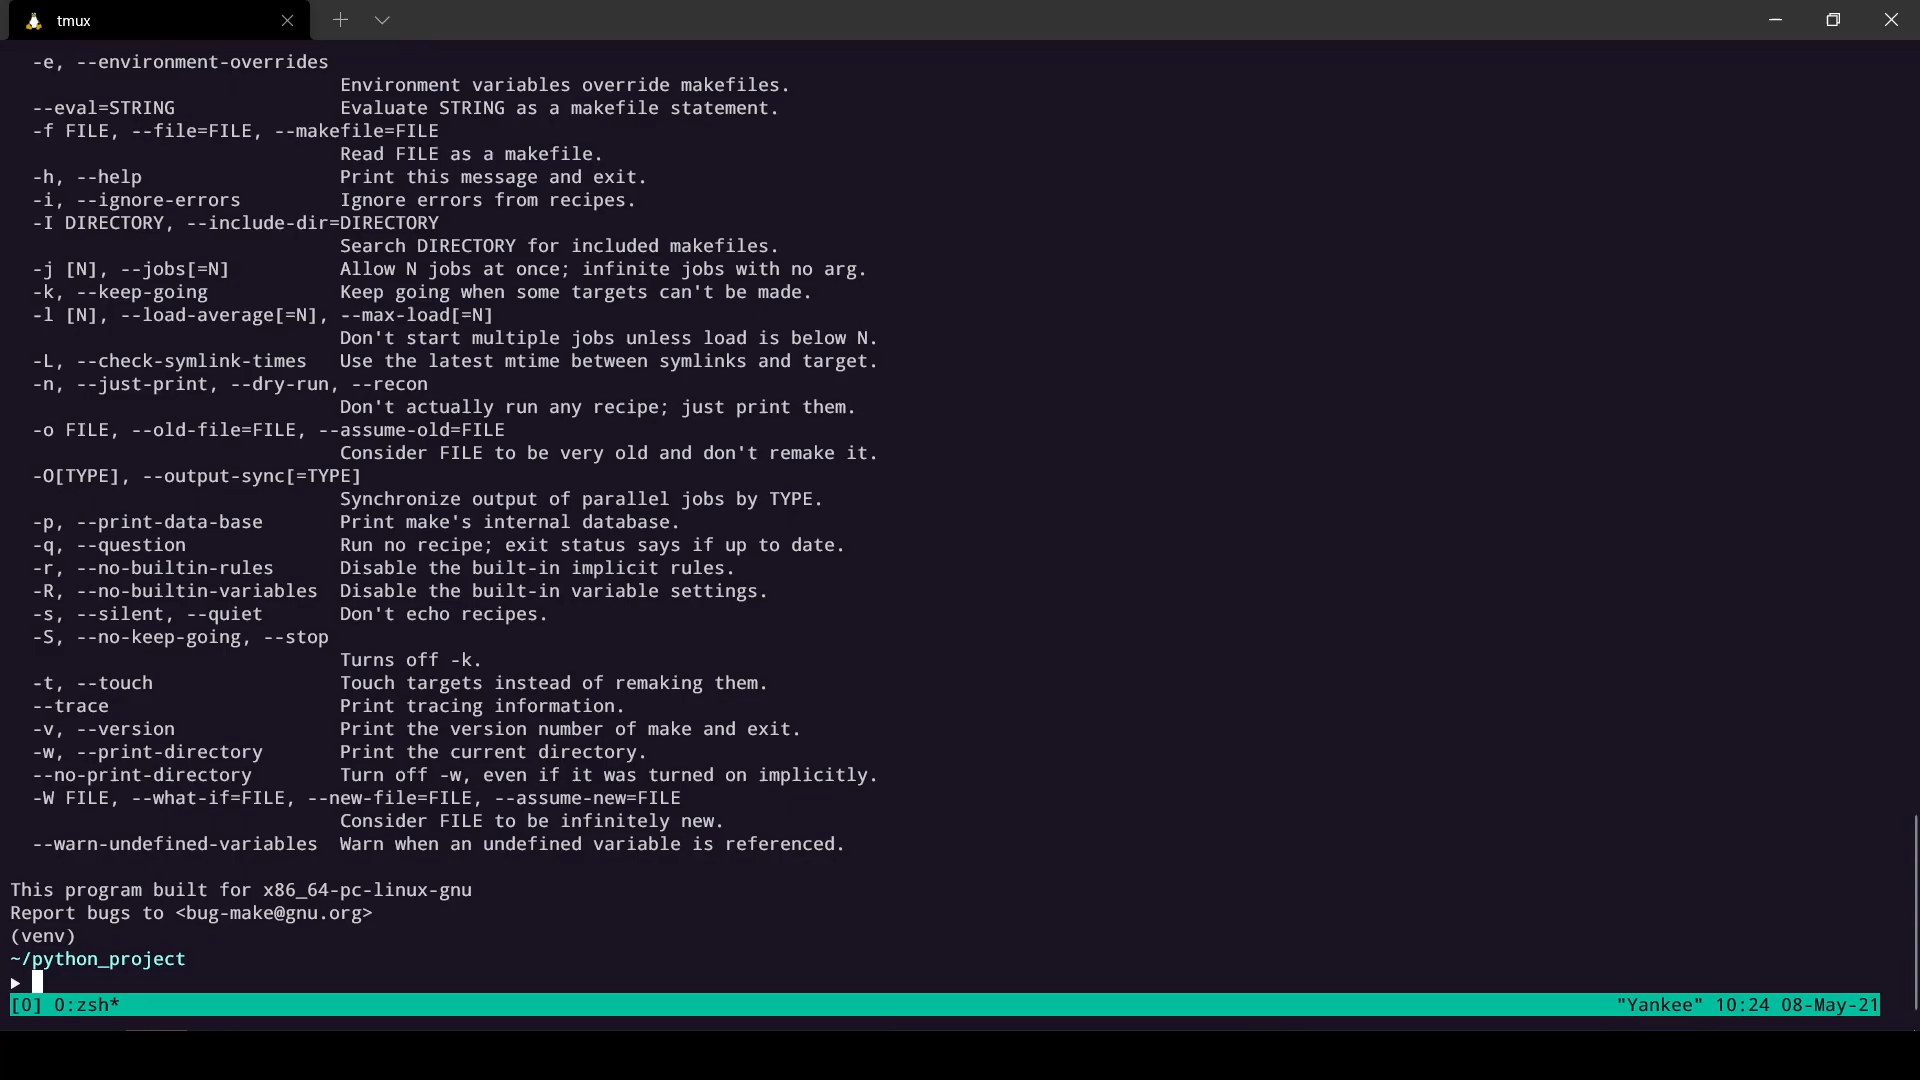 tmux
  -e, --environment-overrides
                              Environment variables override makefiles.
  --eval=STRING               Evaluate STRING as a makefile statement.
  -f FILE, --file=FILE, --makefile=FILE
                              Read FILE as a makefile.
  -h, --help                  Print this message and exit.
  -i, --ignore-errors         Ignore errors from recipes.
  -I DIRECTORY, --include-dir=DIRECTORY
                              Search DIRECTORY for included makefiles.
  -j [N], --jobs[=N]          Allow N jobs at once; infinite jobs with no arg.
  -k, --keep-going            Keep going when some targets can't be made.
  -l [N], --load-average[=N], --max-load[=N]
                              Don't start multiple jobs unless load is below N.
  -L, --check-symlink-times   Use the latest mtime between symlinks and target.
  -n, --just-print, --dry-run, --recon
                              Don't actually run any recipe; just print them.
  -o FILE, --old-file=FILE, --assume-old=FILE
                              Consider FILE to be very old and don't remake it.
  -O[TYPE], --output-sync[=TYPE]
                              Synchronize output of parallel jobs by TYPE.
  -p, --print-data-base       Print make's internal database.
  -q, --question              Run no recipe; exit status says if up to date.
  -r, --no-builtin-rules      Disable the built-in implicit rules.
  -R, --no-builtin-variables  Disable the built-in variable settings.
  -s, --silent, --quiet       Don't echo recipes.
  -S, --no-keep-going, --stop
                              Turns off -k.
  -t, --touch                 Touch targets instead of remaking them.
  --trace                     Print tracing information.
  -v, --version               Print the version number of make and exit.
  -w, --print-directory       Print the current directory.
  --no-print-directory        Turn off -w, even if it was turned on implicitly.
  -W FILE, --what-if=FILE, --new-file=FILE, --assume-new=FILE
                              Consider FILE to be infinitely new.
  --warn-undefined-variables  Warn when an undefined variable is referenced.

This program built for x86_64-pc-linux-gnu
Report bugs to <bug-make@gnu.org>
(venv)
~/python_project
▶
[0] 0:zsh* "Yankee" 10:24 08-May-21